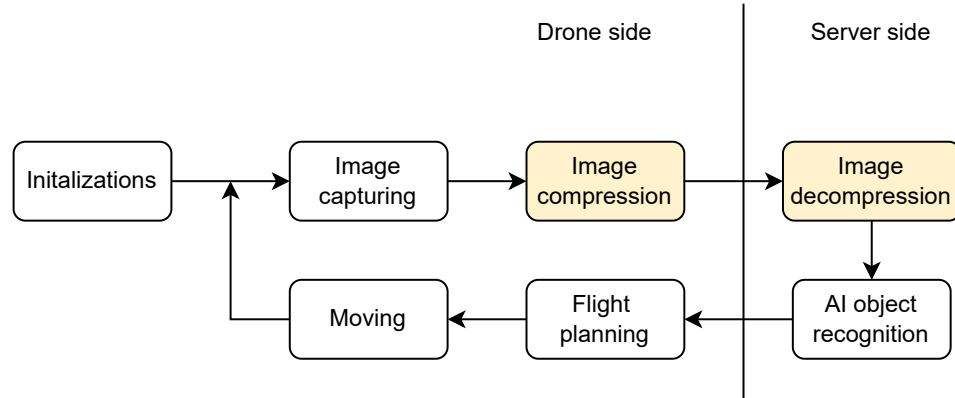 Drone side
Server side
Initalizations
Image
capturing
Image
compression
Image
decompression
Moving
Flight
planning
AI object
recognition